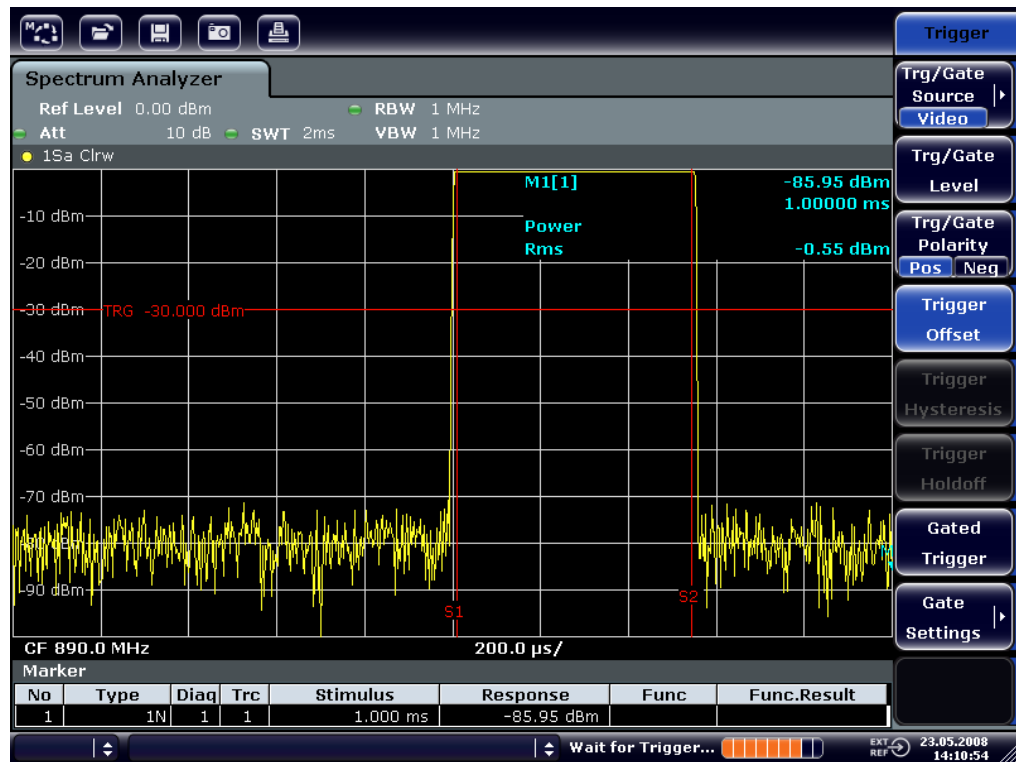 Trigger
Spectrum Analyzer
Ref Level 0.00 dBm RBW 1 MHz
Att 10 dB SWT 2ms VBW 1 MHz
1Sa Clrw
M1[1] -85.95 dBm
1.00000 ms
Power
Rms -0.55 dBm
-10 dBm
-20 dBm
-30 dBm
TRG -30.000 dBm
-40 dBm
-50 dBm
-60 dBm
-70 dBm
-80 dBm
-90 dBm
S1
S2
CF 890.0 MHz 200.0 µs/
Marker
No Type Diag Trc Stimulus Response Func Func.Result
1 1N 1 1 1.000 ms -85.95 dBm
Wait for Trigger...
EXT
REF
23.05.2008
14:10:54
Trg/Gate
Source
Video
Trg/Gate
Level
Trg/Gate
Polarity
Pos Neg
Trigger
Offset
Trigger
Hysteresis
Trigger
Holdoff
Gated
Trigger
Gate
Settings